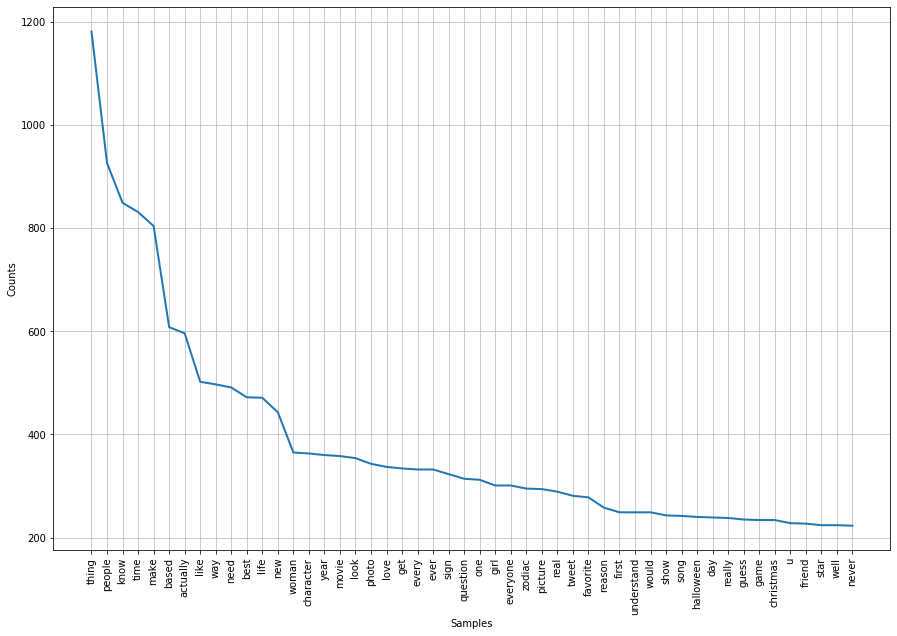 1200
1000
800
600
400
200
Counts
thing
people
know
time
make
based
actually
like
way
need
best
life
new
woman
character
year
movie
look
photo
love
get
every
ever
sign
question
one
girl
everyone
zodiac
picture
real
tweet
favorite
reason
first
understand
would
show
song
halloween
day
really
guess
game
christmas
u
friend
star
well
never
Samples